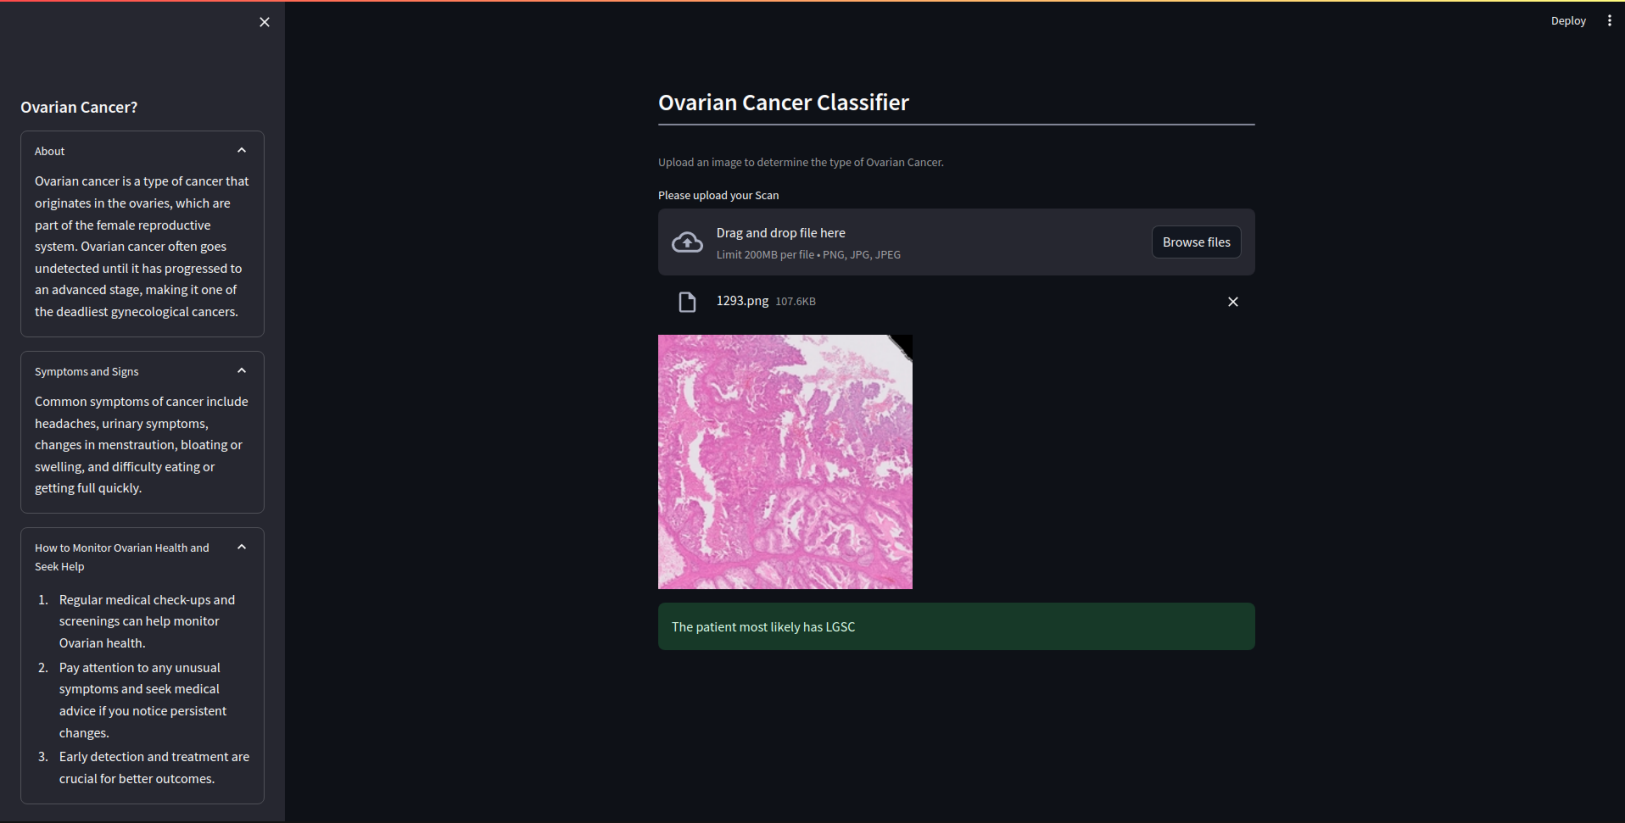 Deploy
Ovarian Cancer?
About
Ovarian cancer is a type of cancer that
originates in the ovaries, which are
part of the female reproductive
system. Ovarian cancer often goes
undetected until it has progressed to
an advanced stage, making it one of
the deadliest gynecological cancers.
Symptoms and Signs
Common symptoms of cancer include
headaches, urinary symptoms,
changes in menstraution, bloating or
swelling, and difficulty eating or
getting full quickly.
How to Monitor Ovarian Health and
Seek Help
1. Regular medical check-ups and
screenings can help monitor
Ovarian health.
2. Pay attention to any unusual
symptoms and seek medical
advice if you notice persistent
changes.
3. Early detection and treatment are
crucial for better outcomes.
Ovarian Cancer Classifier
Upload an image to determine the type of Ovarian Cancer.
Please upload your Scan
Drag and drop file here
Limit 200MB per file • PNG, JPG, JPEG
Browse files
1293.png 107.6KB
The patient most likely has LGSC